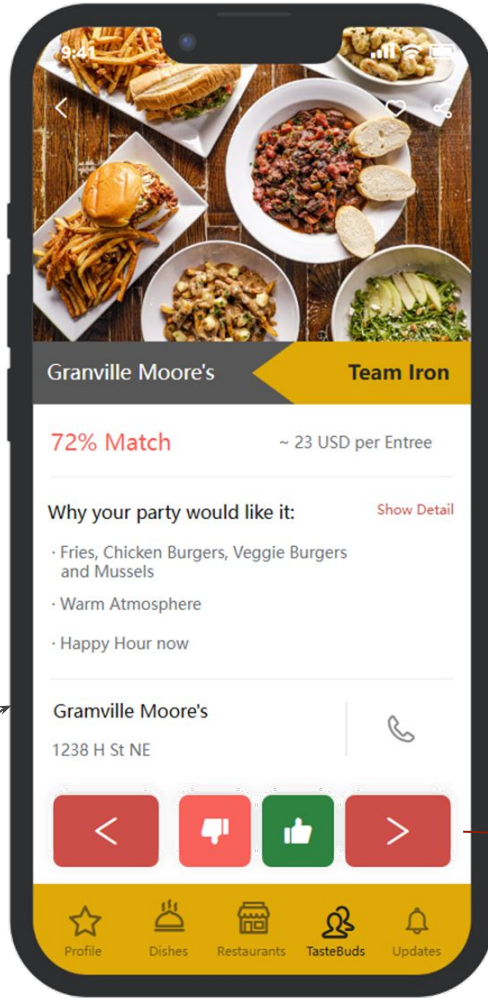 9:41
Granville Moore's
Team Iron
72% Match
~ 23 USD per Entree
Why your party would like it:
Show Detail
· Fries, Chicken Burgers, Veggie Burgers
and Mussels
· Warm Atmosphere
· Happy Hour now
Gramville Moore's
1238 H St NE
Profile
Dishes
Restaurants
TasteBuds
Updates